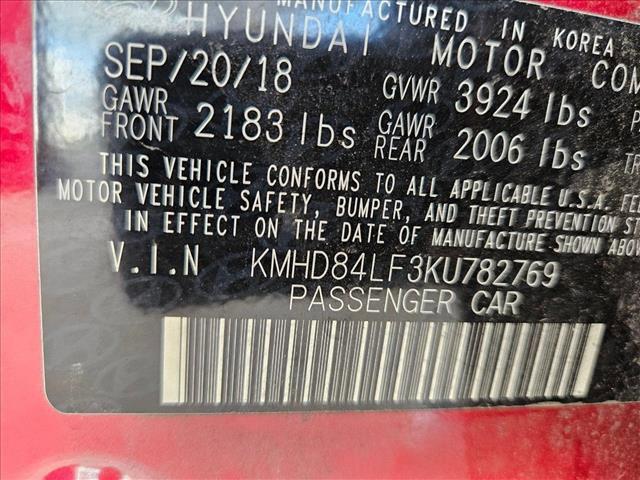 MANUFACTURED IN KOREA
HYUNDAI MOTOR
SEP/20/18 GVWR 3924 lbs
GAWR FRONT 2183 lbs GAWR REAR 2006 lbs
THIS VEHICLE CONFORMS TO ALL APPLICABLE U.S.A. FE
MOTOR VEHICLE SAFETY, BUMPER, AND THEFT PREVENTION
IN EFFECT ON THE DATE OF MANUFACTURE SHOWN ABOV
V.I.N KMHD84LF3KU782769
PASSENGER CAR